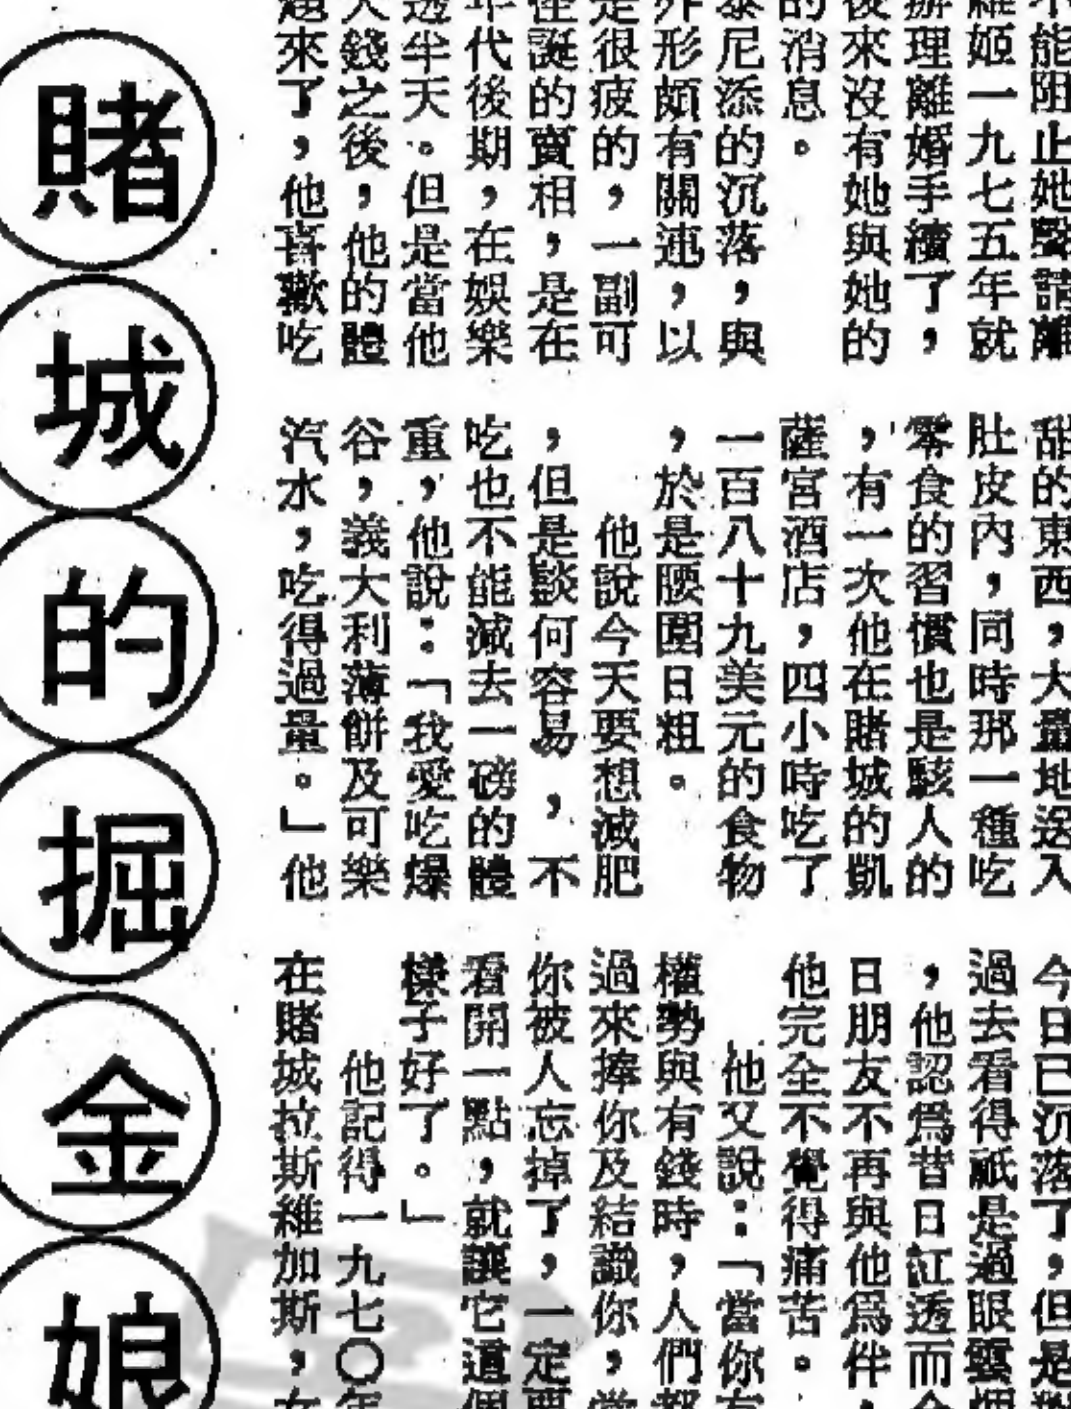 能阻止她聲請離
維姬一九七五年就
辦理離婚手續了，
後來沒有她與她的
的消息。
泰尼添的沉落，與
外形頗有關連，以
是很疲的，一副可
怪誕的賣相，是在
年代後期，在娛樂
透半天。但是當他
大錢之後，他的體
來了，他喜歡吃
甜的東西，大量地送入
肚皮內，同時那一種吃
零食的習慣也是駭人的
，有一次他在賭城的凱
薩宮酒店，四小時吃了
一百八十九美元的食物
，於是腰圍日粗。
他說今天要想減肥
，但是談何容易，不
吃也不能減去一磅的體
重，他說：「我愛吃爆
谷，義大利薄餅及可樂
汽水，吃得過量。」他
今日已沉落了，但是對
過去看得祇是過眼雲烟
，他認爲昔日紅透而今
日朋友不再與他爲伴，
他完全不覺得痛苦。
他又說：「當你有
權勢與有錢時，人們都
過來捧你及結識你，當
你被人忘掉了，一定要
看開一點，就讓它這個
樣子好了。」
他記得一九七〇年
在賭城拉斯維加斯，
賭城的掘金娘